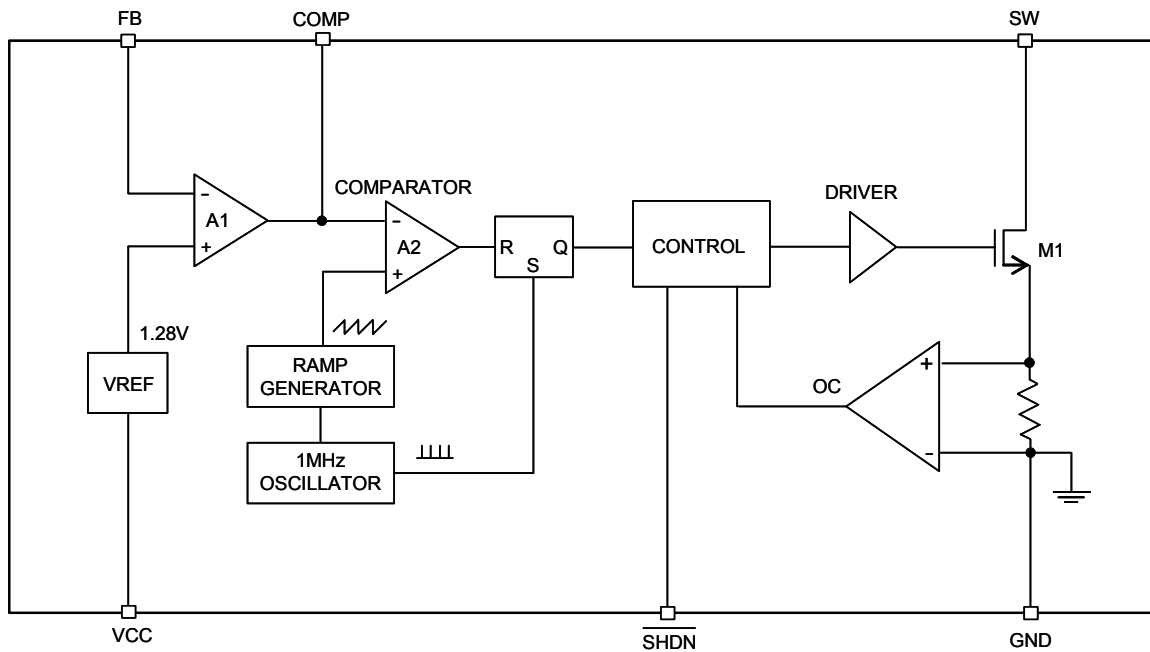 FB
COMP
SW
-
A1
+
COMPARATOR
-
A2
+
R
Q
S
CONTROL
DRIVER
M1
1.28V
VREF
RAMP
GENERATOR
1MHz
OSCILLATOR
OC
+
-
VCC
SHDN
GND